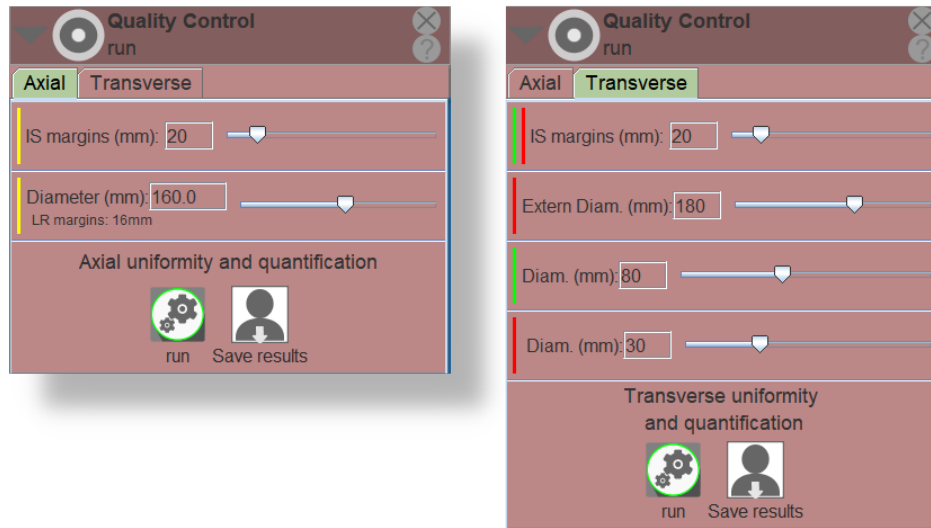 Quality Control
run
?
Axial Transverse
IS margins (mm): 20
Diameter (mm): 160.0
LR margins: 16mm
Axial uniformity and quantification
run Save results
Quality Control
run
?
Axial Transverse
IS margins (mm): 20
Extern Diam. (mm): 180
Diam. (mm): 80
Diam. (mm): 30
Transverse uniformity
and quantification
run Save results